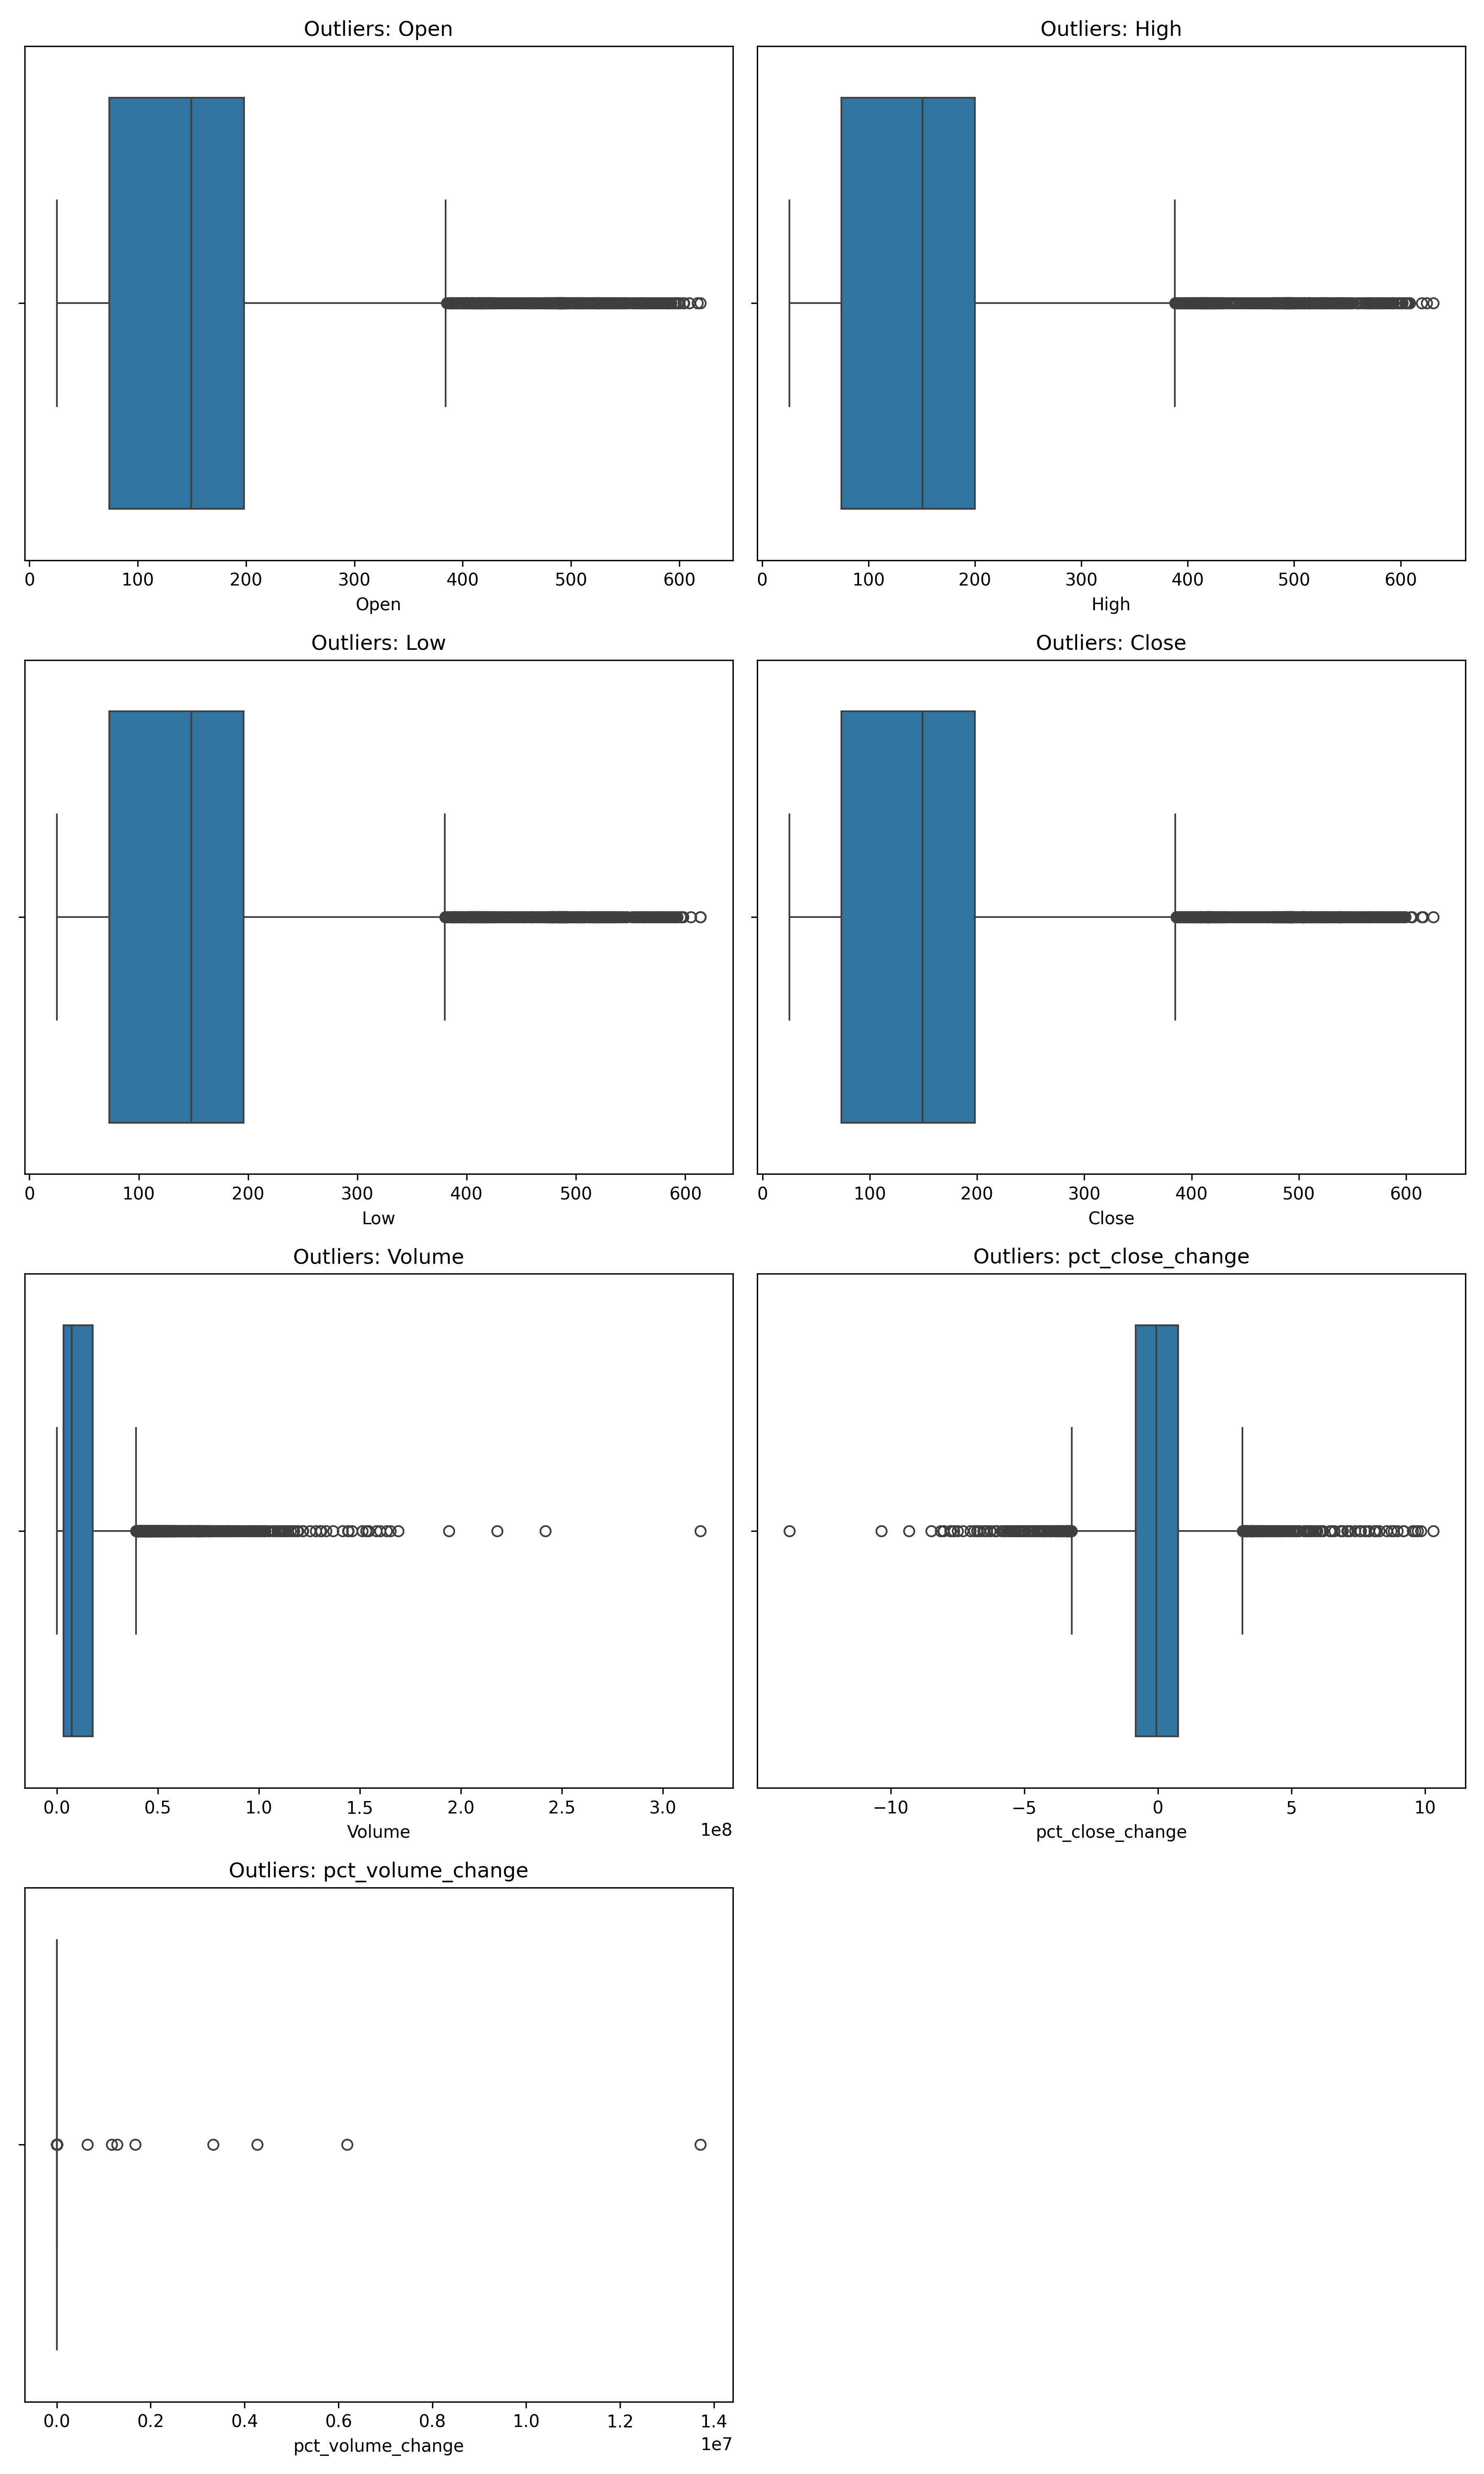 Outliers: Open
0 100 200 300 400 500 600
Open
Outliers: High
0 100 200 300 400 500 600
High
Outliers: Low
0 100 200 300 400 500 600
Low
Outliers: Close
0 100 200 300 400 500 600
Close
Outliers: Volume
0.0 0.5 1.0 1.5 2.0 2.5 3.0
Volume
1e8
Outliers: pct_close_change
−10 −5 0 5 10
pct_close_change
Outliers: pct_volume_change
0.0 0.2 0.4 0.6 0.8 1.0 1.2 1.4
pct_volume_change
1e7